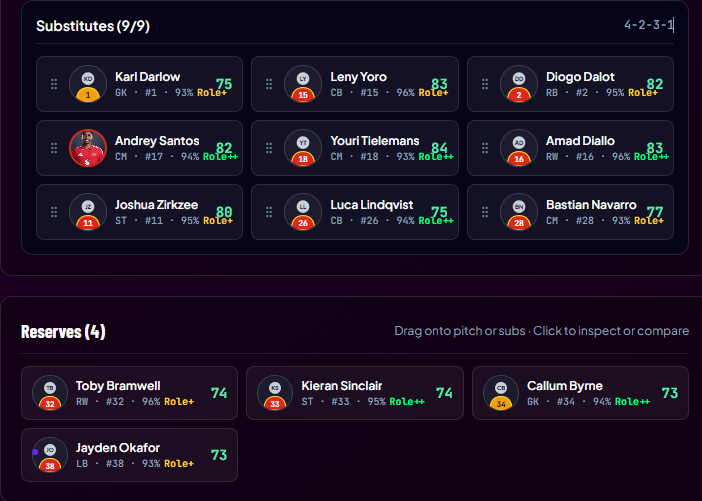 Substitutes (9/9)
4-2-3-1
KD
1
Karl Darlow
GK · #1 · 93% Role+
75
LY
15
Leny Yoro
CB · #15 · 96% Role+
83
DD
2
Diogo Dalot
RB · #2 · 95% Role+
82
Andrey Santos
CM · #17 · 94% Role++
82
YT
18
Youri Tielemans
CM · #18 · 93% Role++
84
AD
16
Amad Diallo
RW · #16 · 96% Role++
83
JZ
11
Joshua Zirkzee
ST · #11 · 95% Role+
80
LL
26
Luca Lindqvist
CB · #26 · 94% Role++
75
BN
28
Bastian Navarro
CM · #28 · 93% Role+
77
Reserves (4)
Drag onto pitch or subs · Click to inspect or compare
TB
32
Toby Bramwell
RW · #32 · 96% Role+
74
KS
33
Kieran Sinclair
ST · #33 · 95% Role++
74
CB
34
Callum Byrne
GK · #34 · 94% Role++
73
JO
38
Jayden Okafor
LB · #38 · 93% Role+
73